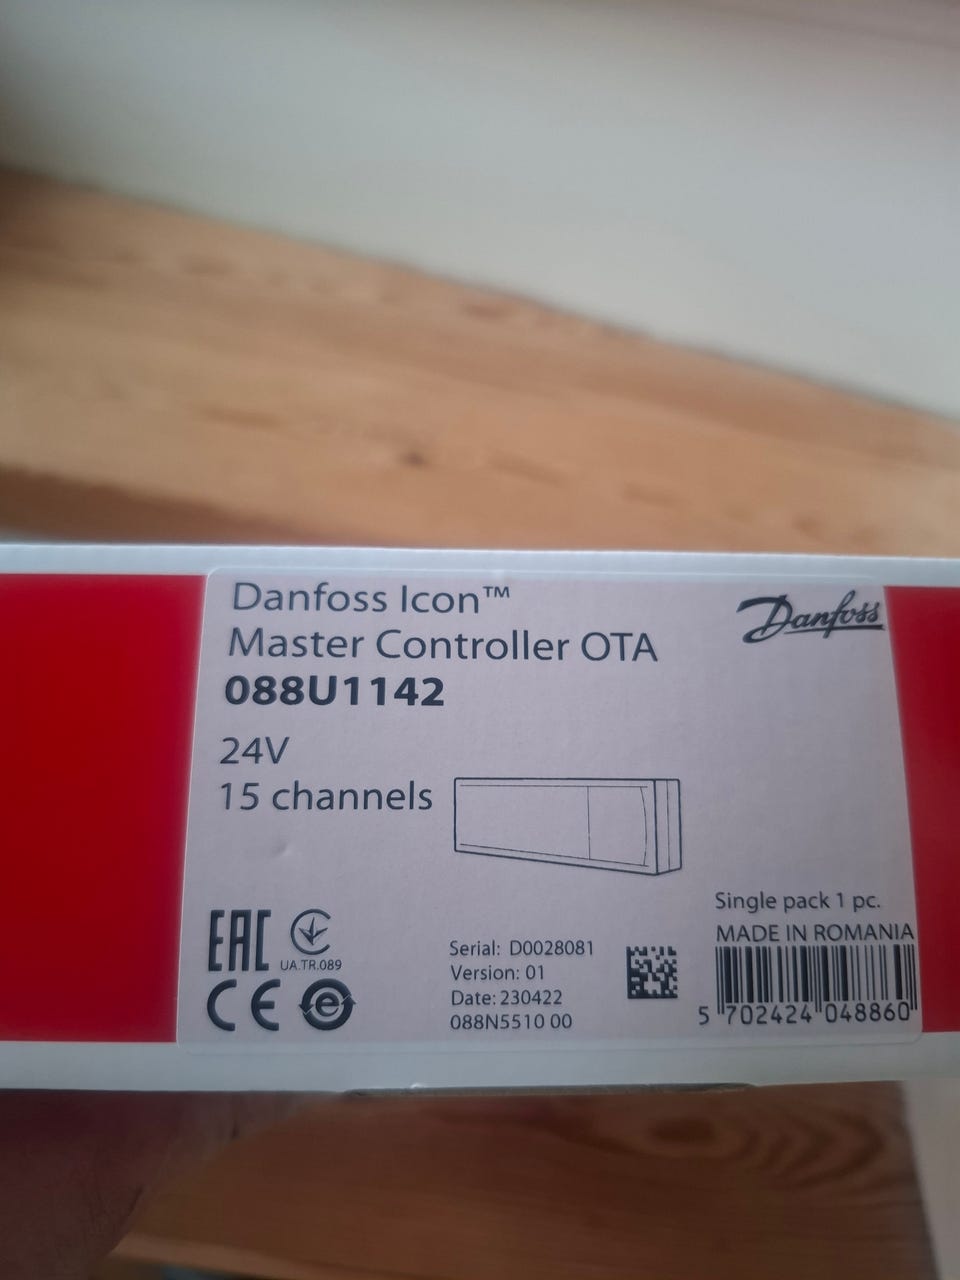 Danfoss Icon™
Danfoss
Master Controller OTA
088U1142
24V
15 channels
Single pack 1 pc.
MADE IN ROMANIA
EAC
UA.TR.089
CE
e
Serial: D0028081
Version: 01
Date: 230422
088N5510 00
5 702424 048860